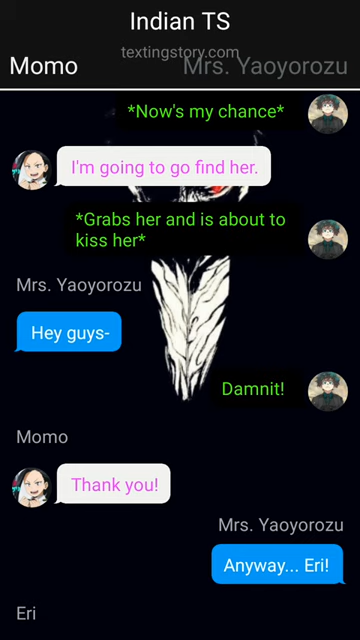 Indian TS
textingstory.com
Momo
Mrs. Yaoyorozu
*Now's my chance*
I'm going to go find her.
*Grabs her and is about to
kiss her*
Mrs. Yaoyorozu
Hey guys-
Damnit!
Momo
Thank you!
Mrs. Yaoyorozu
Anyway... Eri!
Eri